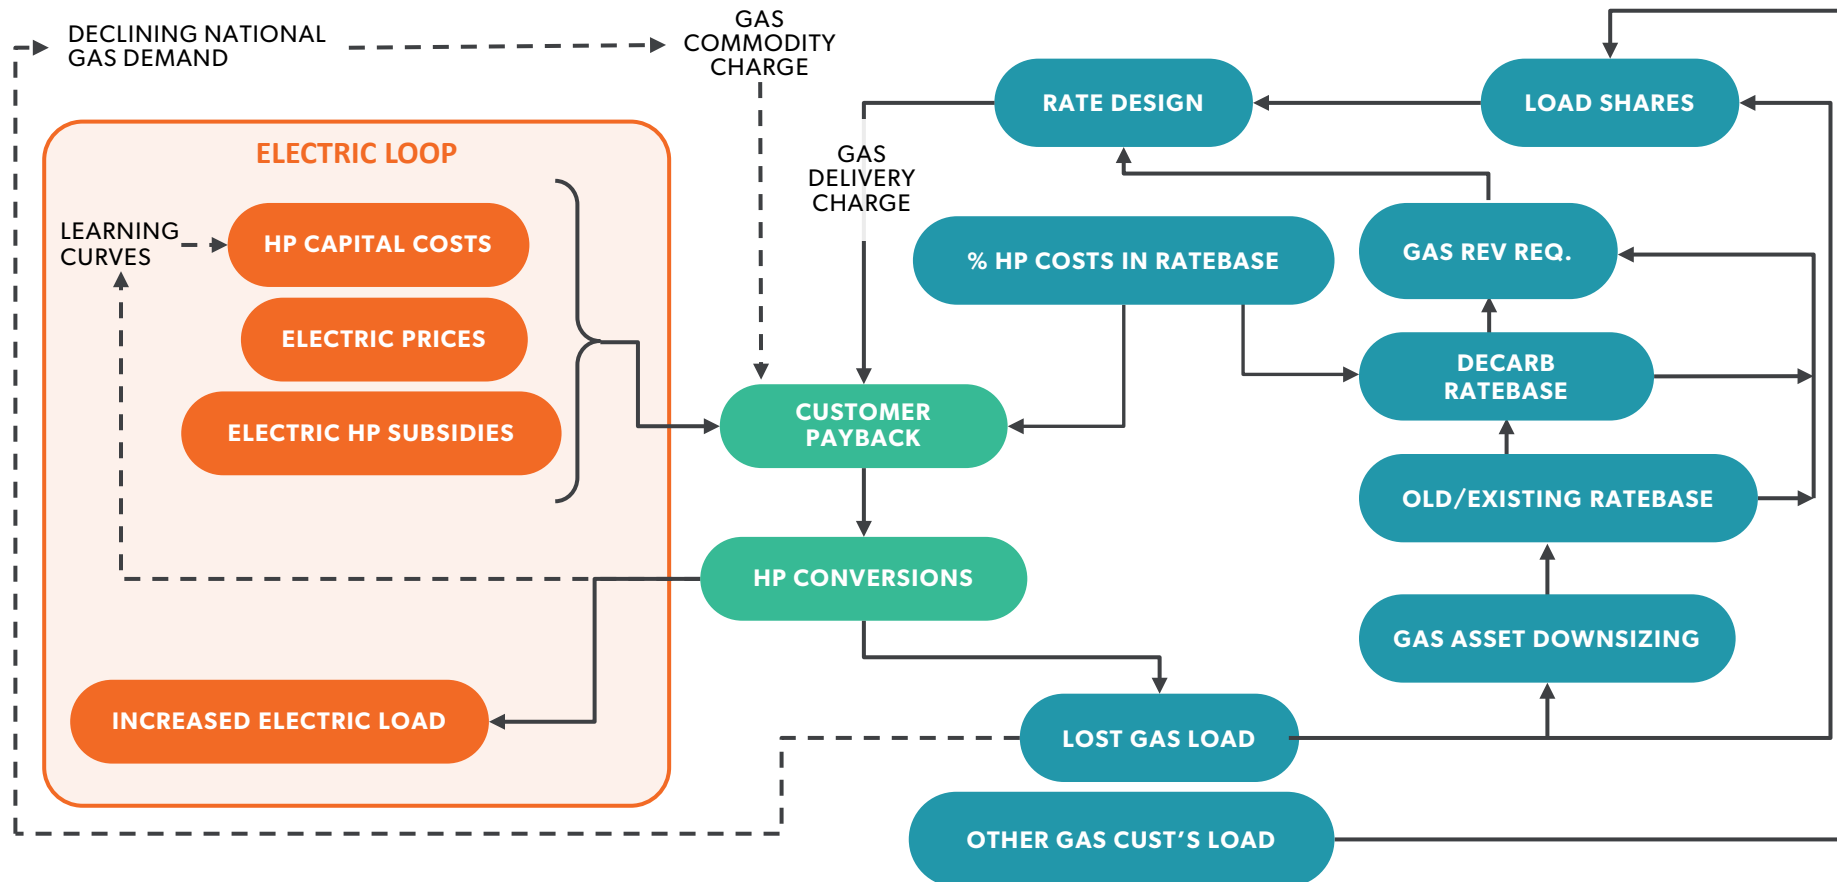 DECLINING NATIONAL
GAS DEMAND
GAS
COMMODITY
CHARGE
RATE DESIGN
LOAD SHARES
ELECTRIC LOOP
GAS
DELIVERY
CHARGE
LEARNING
CURVES
HP CAPITAL COSTS
% HP COSTS IN RATEBASE
GAS REV REQ.
ELECTRIC PRICES
DECARB
RATEBASE
ELECTRIC HP SUBSIDIES
CUSTOMER
PAYBACK
OLD/EXISTING RATEBASE
HP CONVERSIONS
GAS ASSET DOWNSIZING
INCREASED ELECTRIC LOAD
LOST GAS LOAD
OTHER GAS CUST’S LOAD